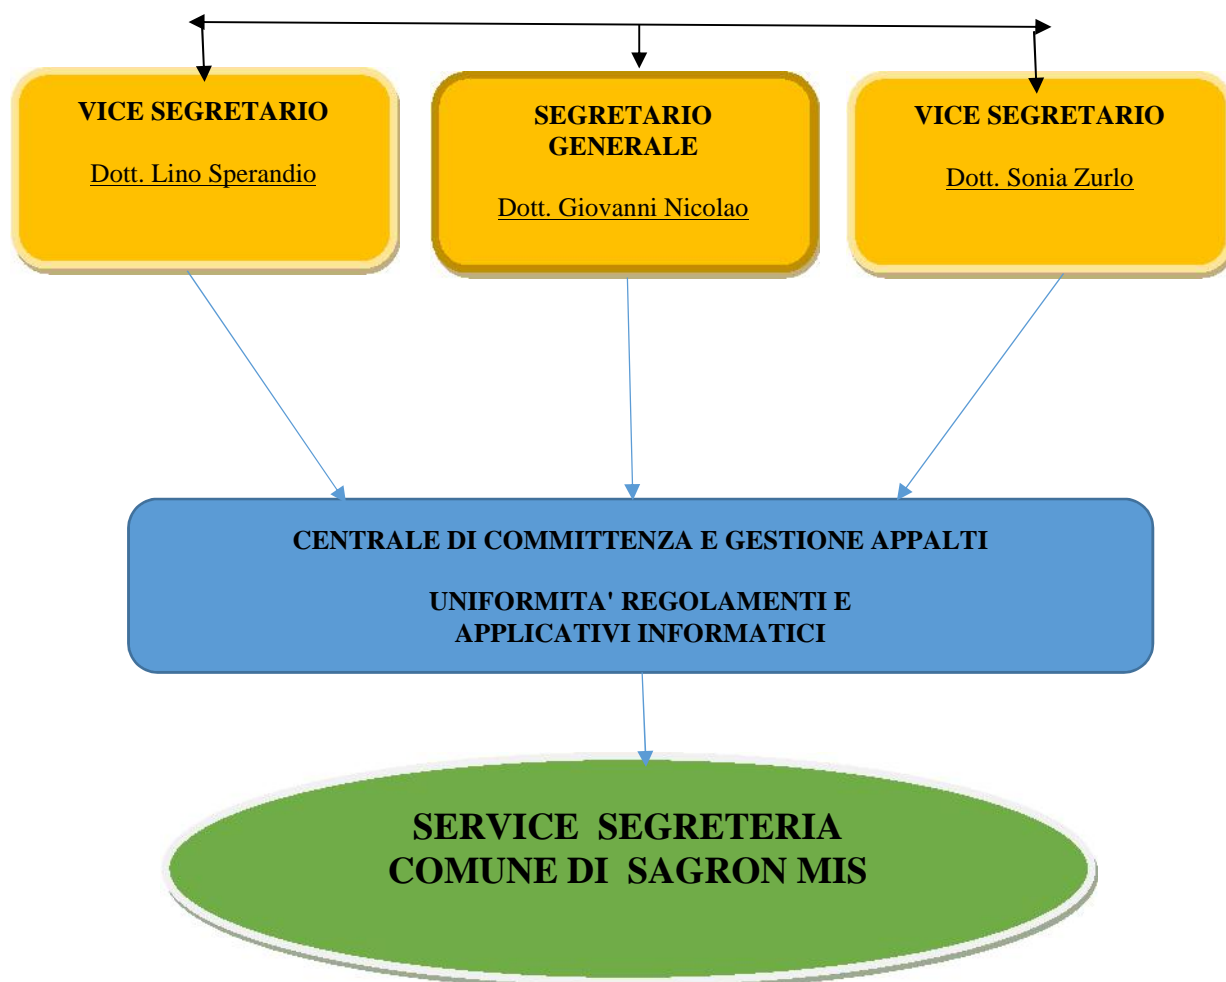 VICE SEGRETARIO
Dott. Lino Sperandio
SEGRETARIO
GENERALE
Dott. Giovanni Nicolao
VICE SEGRETARIO
Dott. Sonia Zurlo
CENTRALE DI COMMITTENZA E GESTIONE APPALTI
UNIFORMITA' REGOLAMENTI E
APPLICATIVI INFORMATICI
SERVICE SEGRETERIA
COMUNE DI SAGRON MIS